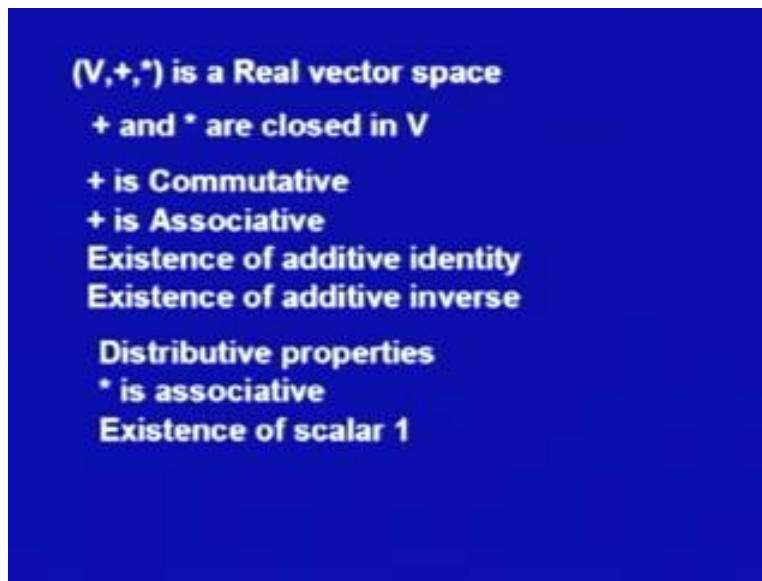 (V,+,*) is a Real vector space
+ and * are closed in V
+ is Commutative
+ is Associative
Existence of additive identity
Existence of additive inverse
Distributive properties
* is associative
Existence of scalar 1